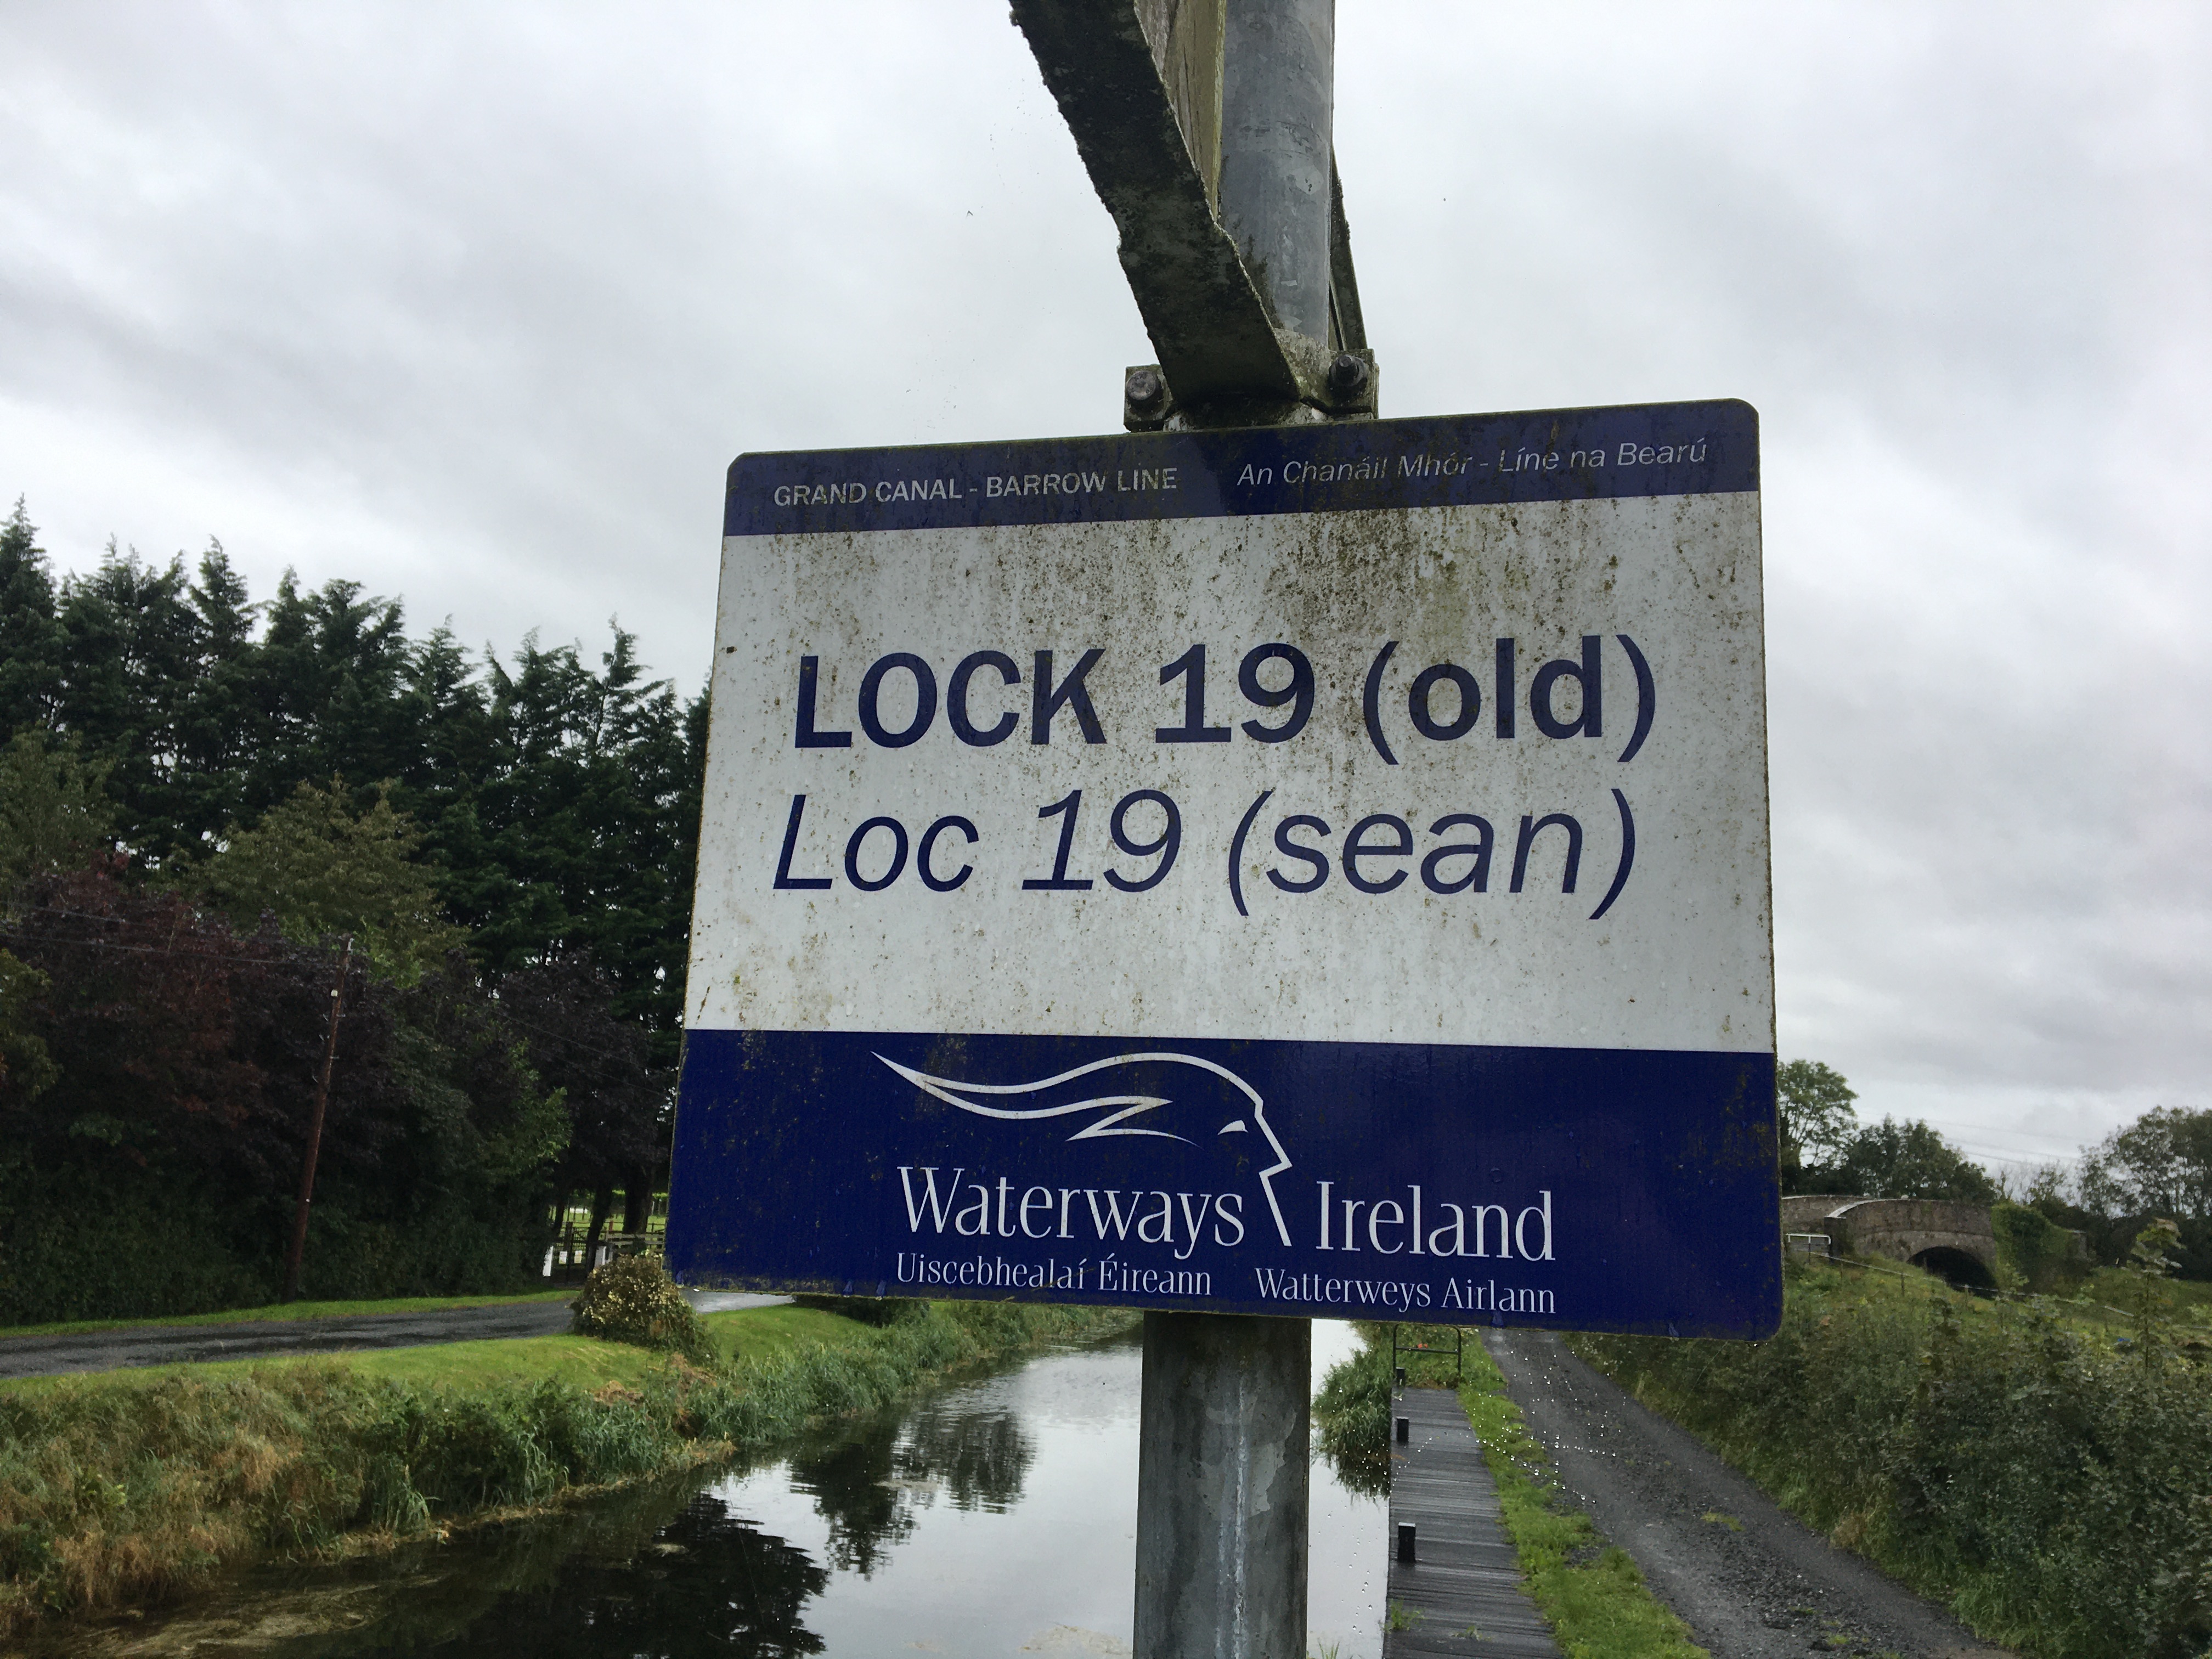 GRAND CANAL - BARROW LINE An Chanáil Mhór - Líne na Bearú
LOCK 19 (old)
Loc 19 (sean)
Waterways Ireland
Uiscebhealaí Éireann Watterweys Airlann